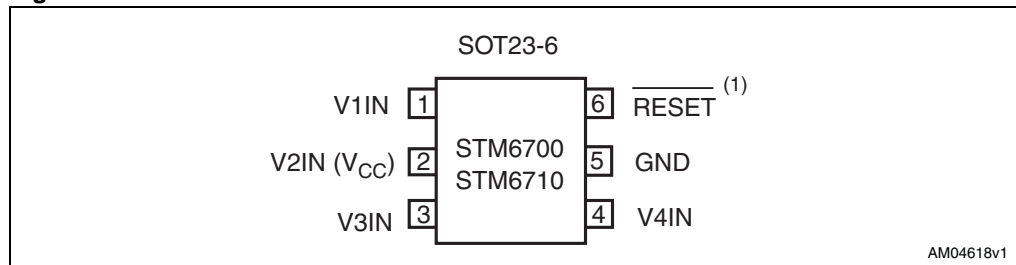 SOT23-6
V1IN 1 6 RESET (1)
V2IN (VCC) 2 STM6700 5 GND
STM6710
V3IN 3 4 V4IN
AM04618v1